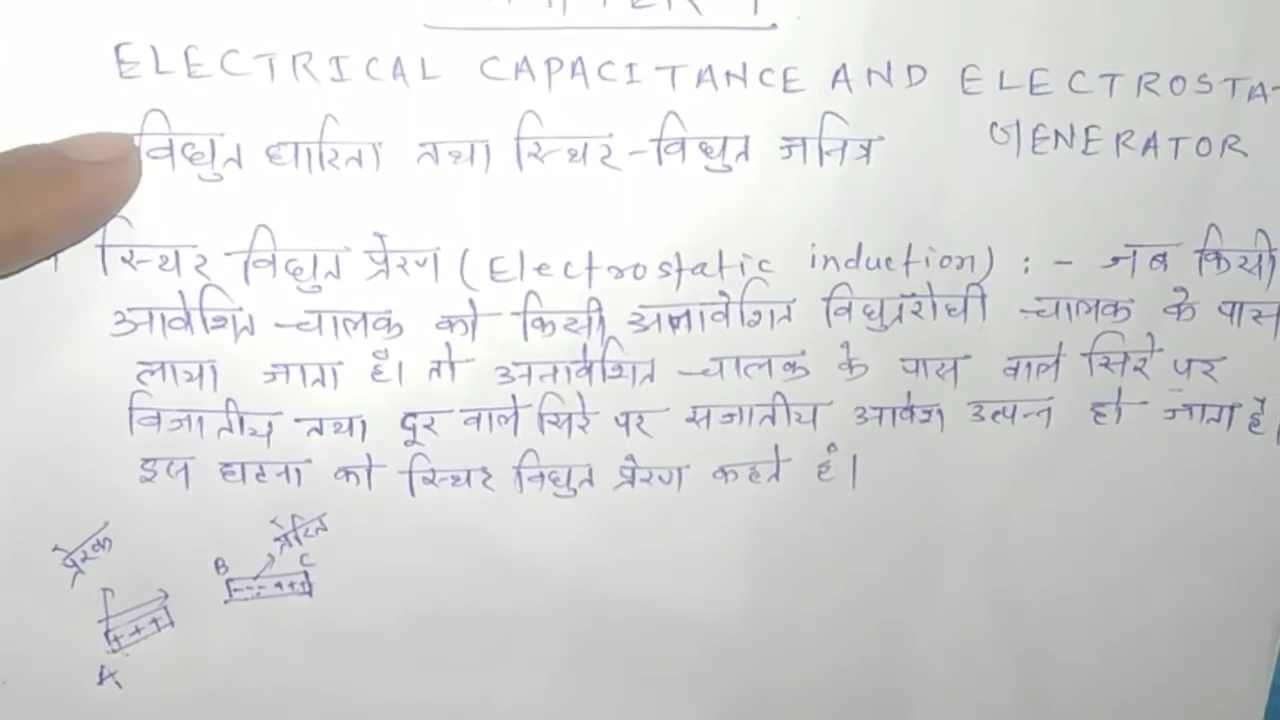 ELECTRICAL CAPACITANCE AND ELECTROSTA-
विधुत धारिता तथा स्थिर-विधुत जनित्र GENERATOR
स्थिर विधुत प्रेरण (Electrostatic induction) :- जब किसी
आवेशित चालक को किसी अनावेशित विधुतरोधी चालक के पास
लाया जाता है। तो अनावेशित चालक के पास वाले सिरे पर
विजातीय तथा दूर वाले सिरे पर सजातीय आवेश उत्पन्न हो जाता है।
इस घटना को स्थिर विधुत प्रेरण कहते हैं।
प्रेरक
प्रेरित
B C
--- +++
+++
A